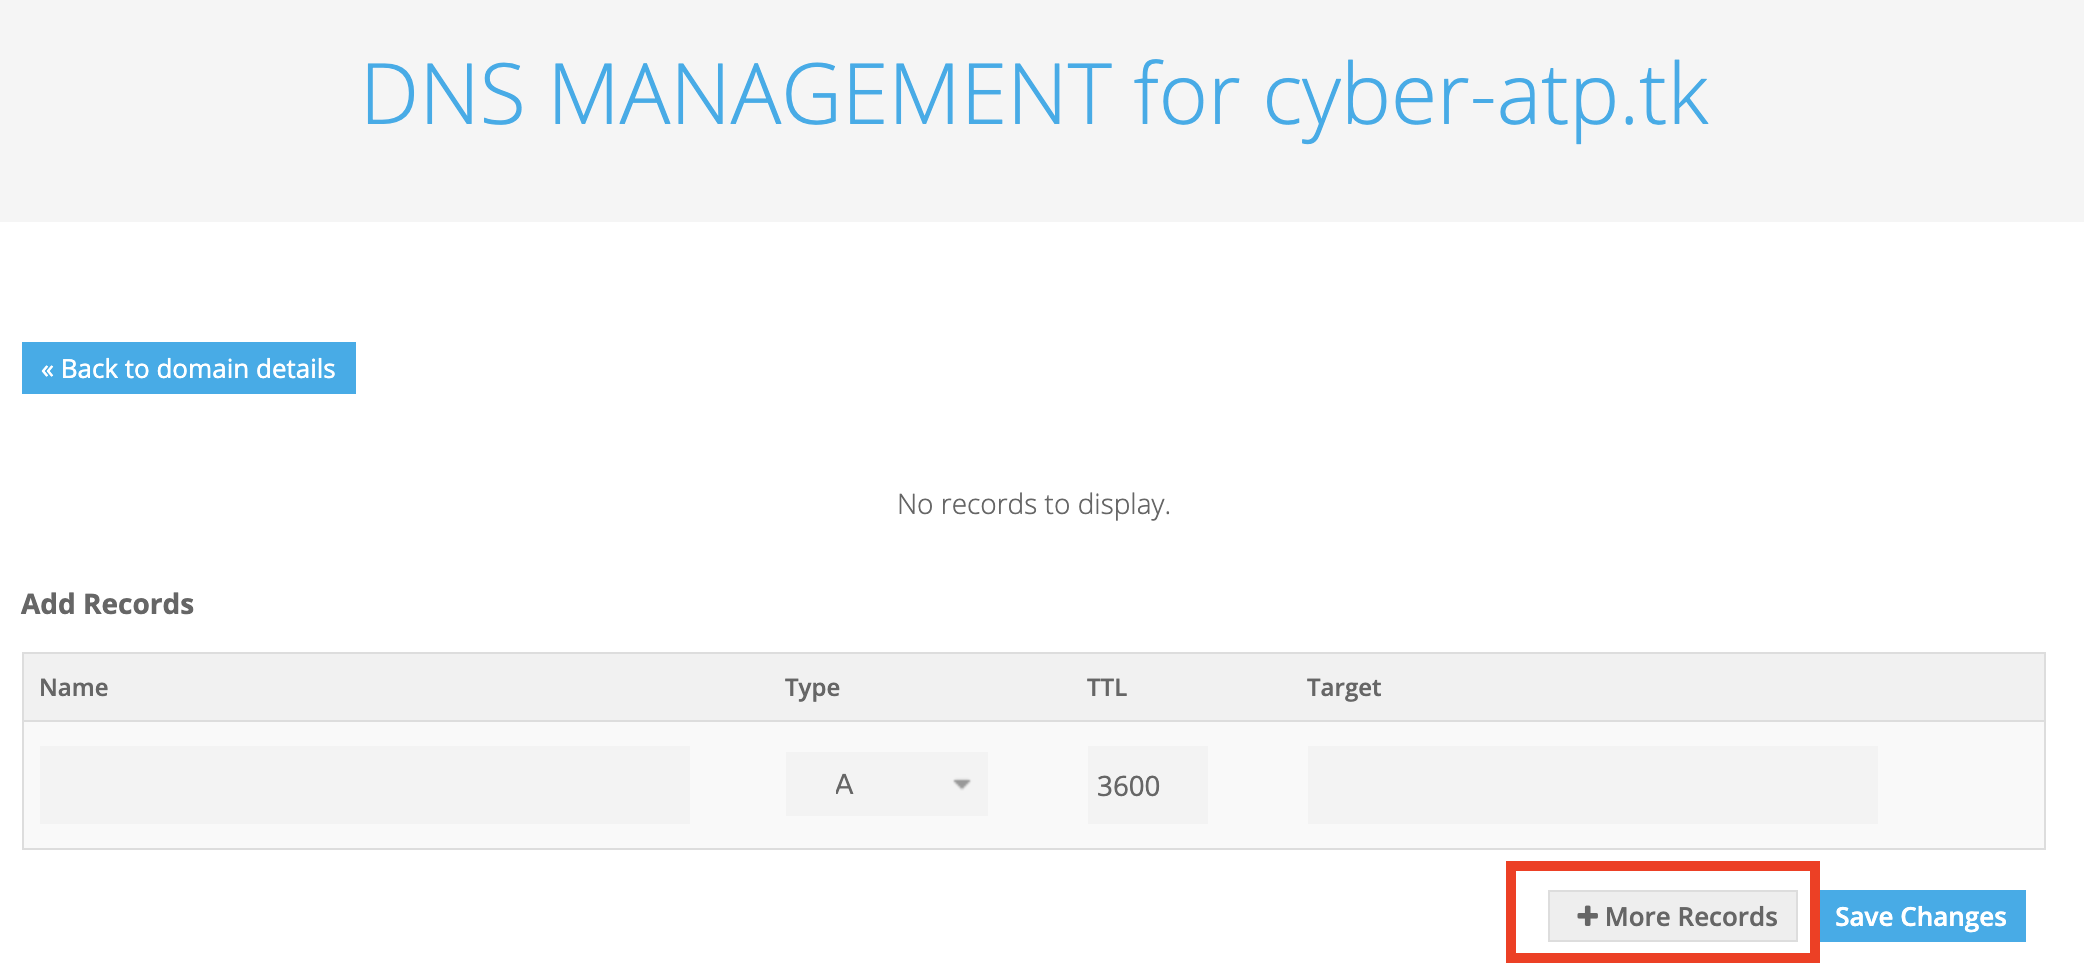 DNS MANAGEMENT for cyber-atp.tk
« Back to domain details
No records to display.
Add Records
Name Type TTL Target
A 3600
+ More Records Save Changes